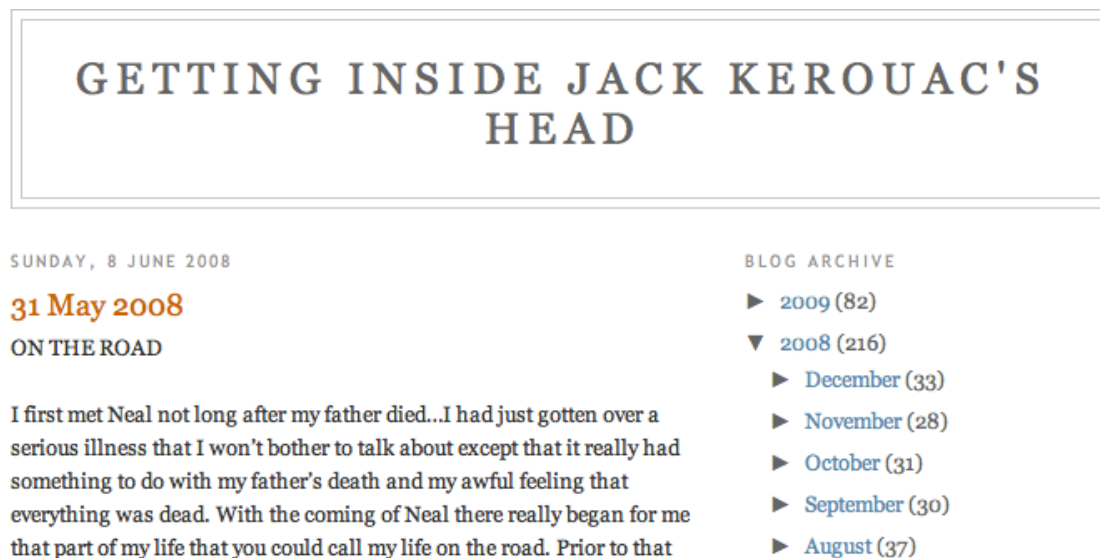 GETTING INSIDE JACK KEROUAC'S
HEAD
SUNDAY, 8 JUNE 2008
31 May 2008
ON THE ROAD
I first met Neal not long after my father died...I had just gotten over a
serious illness that I won't bother to talk about except that it really had
something to do with my father's death and my awful feeling that
everything was dead. With the coming of Neal there really began for me
that part of my life that you could call my life on the road. Prior to that
BLOG ARCHIVE
► 2009 (82)
▼ 2008 (216)
► December (33)
► November (28)
► October (31)
► September (30)
► August (37)